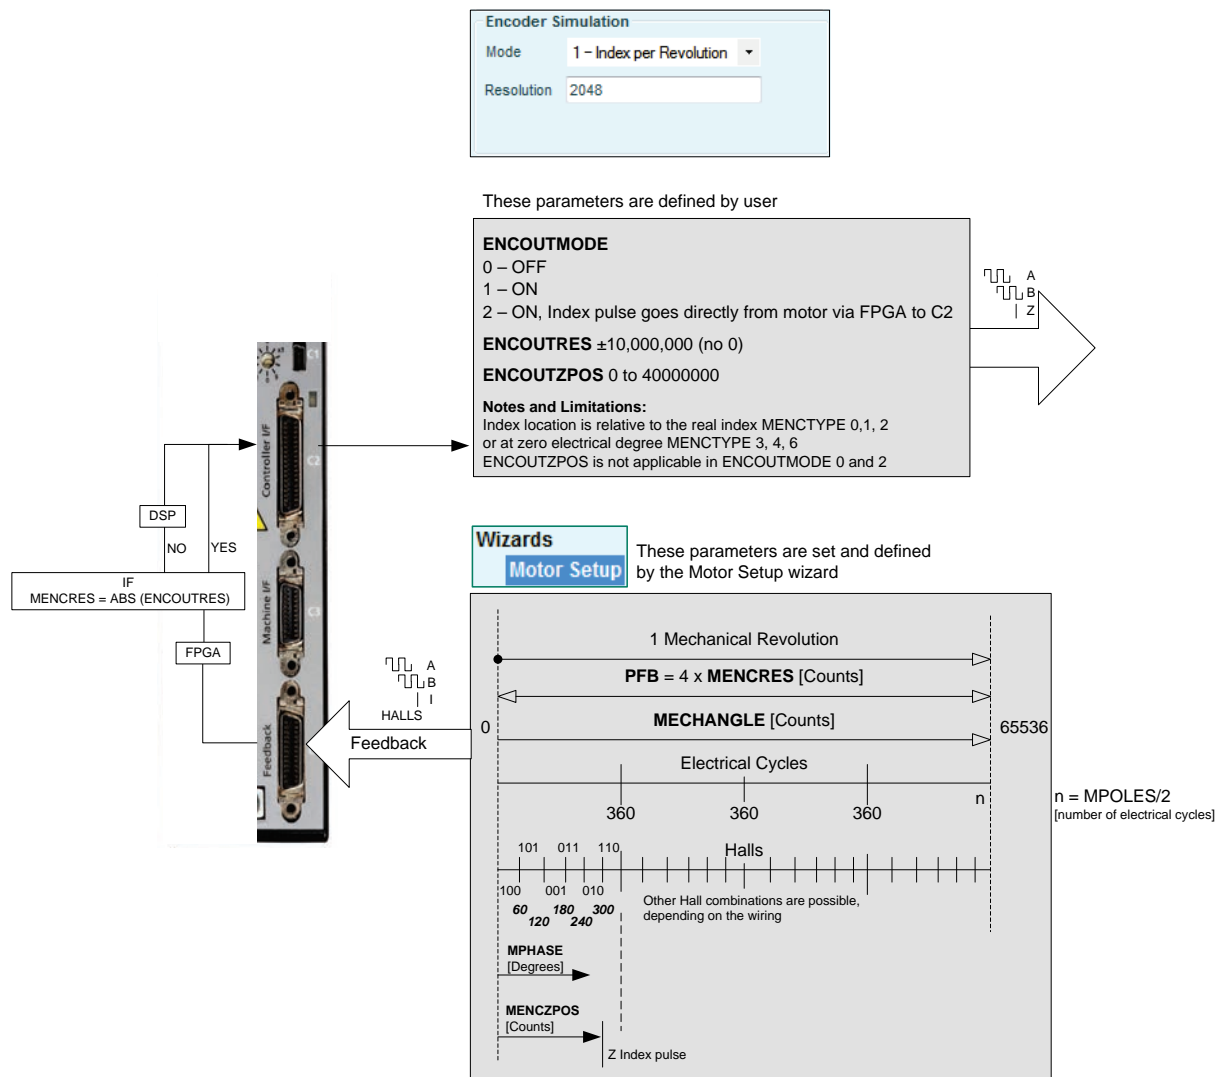 Encoder Simulation
Mode 1 – Index per Revolution
Resolution 2048
These parameters are defined by user
ENCOUTMODE
0 – OFF
1 – ON
2 – ON, Index pulse goes directly from motor via FPGA to C2
ENCOUTRES ±10,000,000 (no 0)
ENCOUTZPOS 0 to 40000000
Notes and Limitations:
Index location is relative to the real index MENCTYPE 0,1, 2
or at zero electrical degree MENCTYPE 3, 4, 6
ENCOUTZPOS is not applicable in ENCOUTMODE 0 and 2
A
B
Z
C1
Controller I/F
C2
Machine I/F
C3
Feedback
DSP
NO
YES
IF
MENCRES = ABS (ENCOUTRES)
FPGA
A
B
I
HALLS
Feedback
Wizards
Motor Setup
These parameters are set and defined
by the Motor Setup wizard
1 Mechanical Revolution
PFB = 4 x MENCRES [Counts]
0
MECHANGLE [Counts]
65536
Electrical Cycles
n
360
360
360
n = MPOLES/2
[number of electrical cycles]
101
011
110
Halls
100
001
010
60
120
180
240
300
Other Hall combinations are possible,
depending on the wiring
MPHASE
[Degrees]
MENCZPOS
[Counts]
Z Index pulse